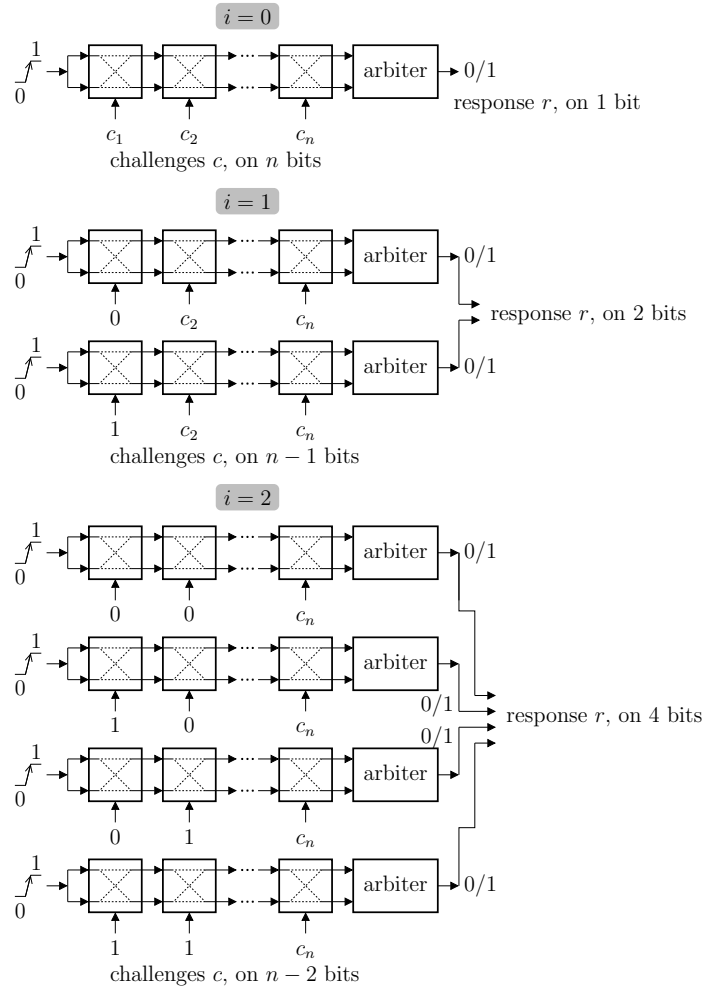 i = 0
1
0
arbiter
0/1
response r, on 1 bit
c₁ c₂ ··· cₙ
challenges c, on n bits
i = 1
1
0
···
arbiter
0/1
0 c₂ cₙ
response r, on 2 bits
1
0
···
arbiter
0/1
1 c₂ cₙ
challenges c, on n − 1 bits
i = 2
1
0
···
arbiter
0/1
0 0 cₙ
1
0
···
arbiter
0/1
1 0 cₙ
response r, on 4 bits
0/1
1
0
···
arbiter
0 1 cₙ
1
0
···
arbiter
0/1
1 1 cₙ
challenges c, on n − 2 bits